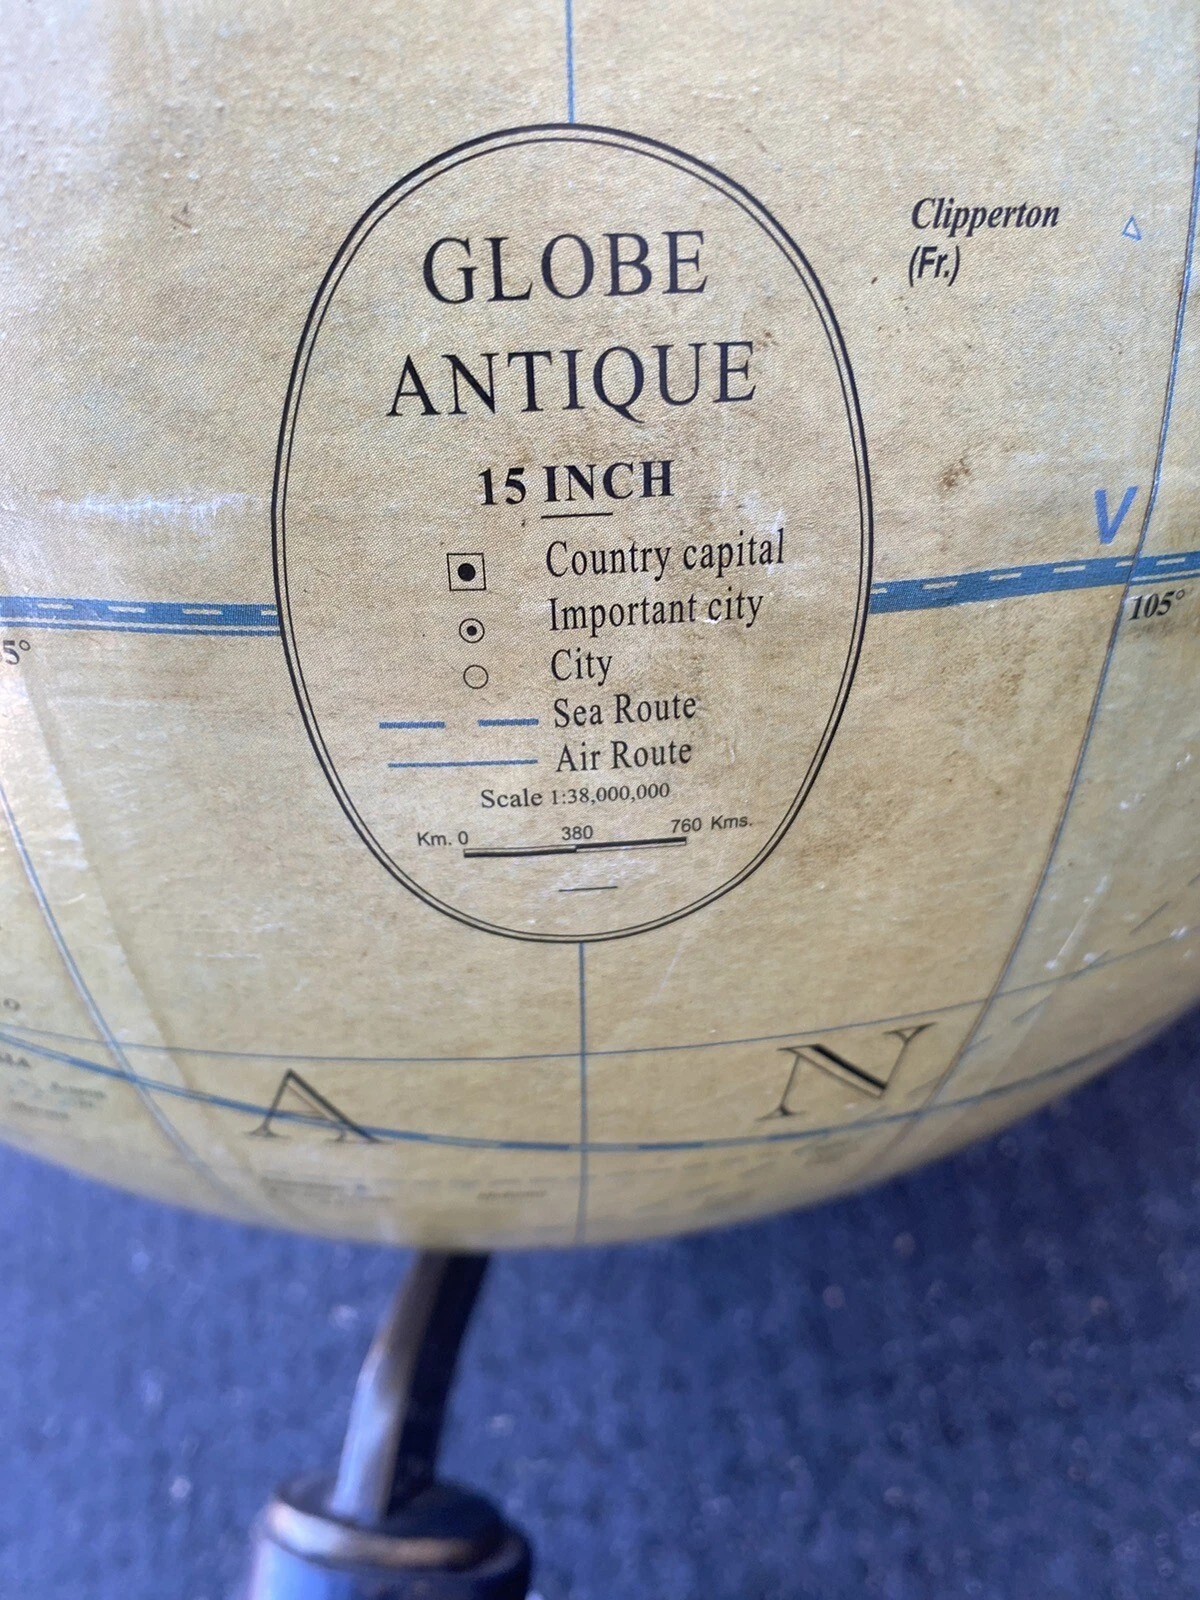 GLOBE
ANTIQUE
15 INCH
Country capital
Important city
City
Sea Route
Air Route
Scale 1:38,000,000
Km. 0 380 760 Kms.
Clipperton
(Fr.)
V
105°
5°
A N